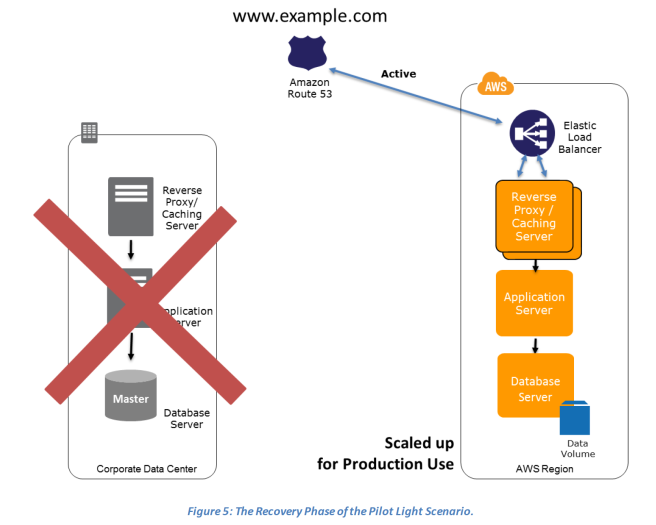 www.example.com
Amazon
Route 53
Active
AWS
Elastic
Load
Balancer
Reverse
Proxy/
Caching
Server
Reverse
Proxy /
Caching
Server
Application
Server
Master
Database
Server
Corporate Data Center
Application
Server
Database
Server
Data
Volume
AWS Region
Scaled up
for Production Use
Figure 5: The Recovery Phase of the Pilot Light Scenario.